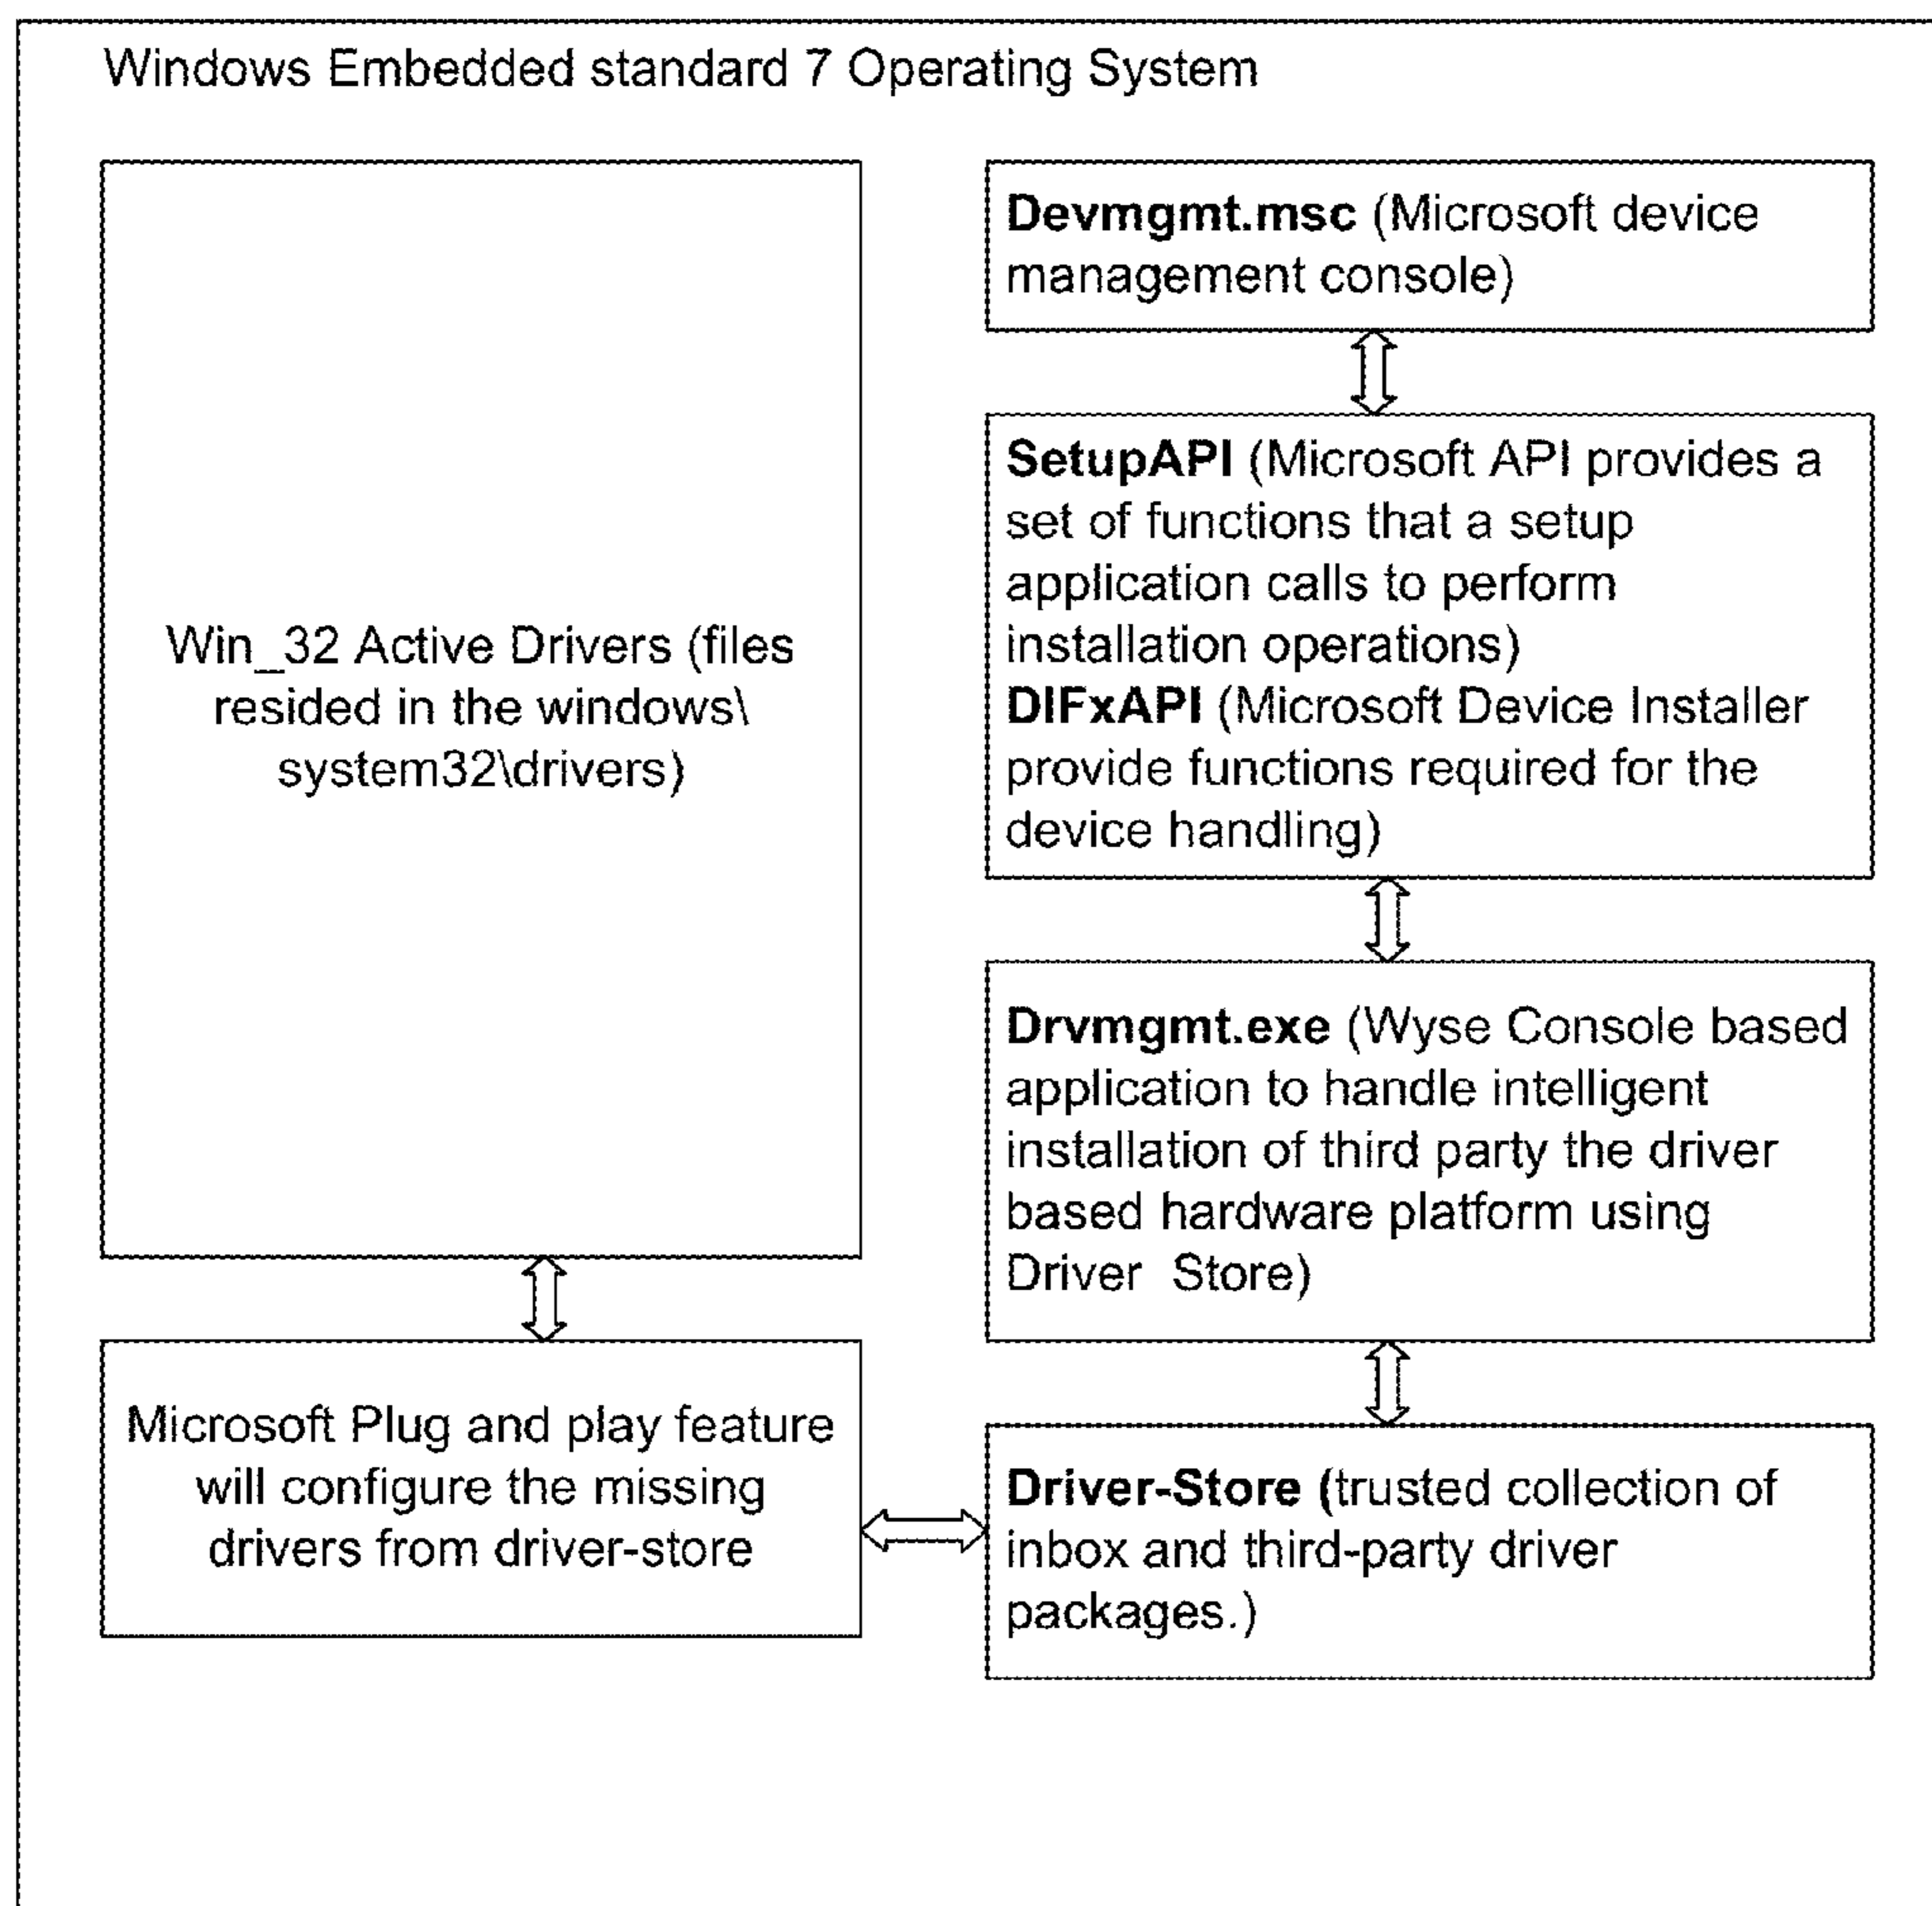 Windows Embedded standard 7 Operating System
Win_32 Active Drivers (files
resided in the windows\
system32\drivers)
Microsoft Plug and play feature
will configure the missing
drivers from driver-store
Devmgmt.msc (Microsoft device
management console)
SetupAPI (Microsoft API provides a
set of functions that a setup
application calls to perform
installation operations)
DIFxAPI (Microsoft Device Installer
provide functions required for the
device handling)
Drvmgmt.exe (Wyse Console based
application to handle intelligent
installation of third party the driver
based hardware platform using
Driver  Store)
Driver-Store (trusted collection of
inbox and third-party driver
packages.)